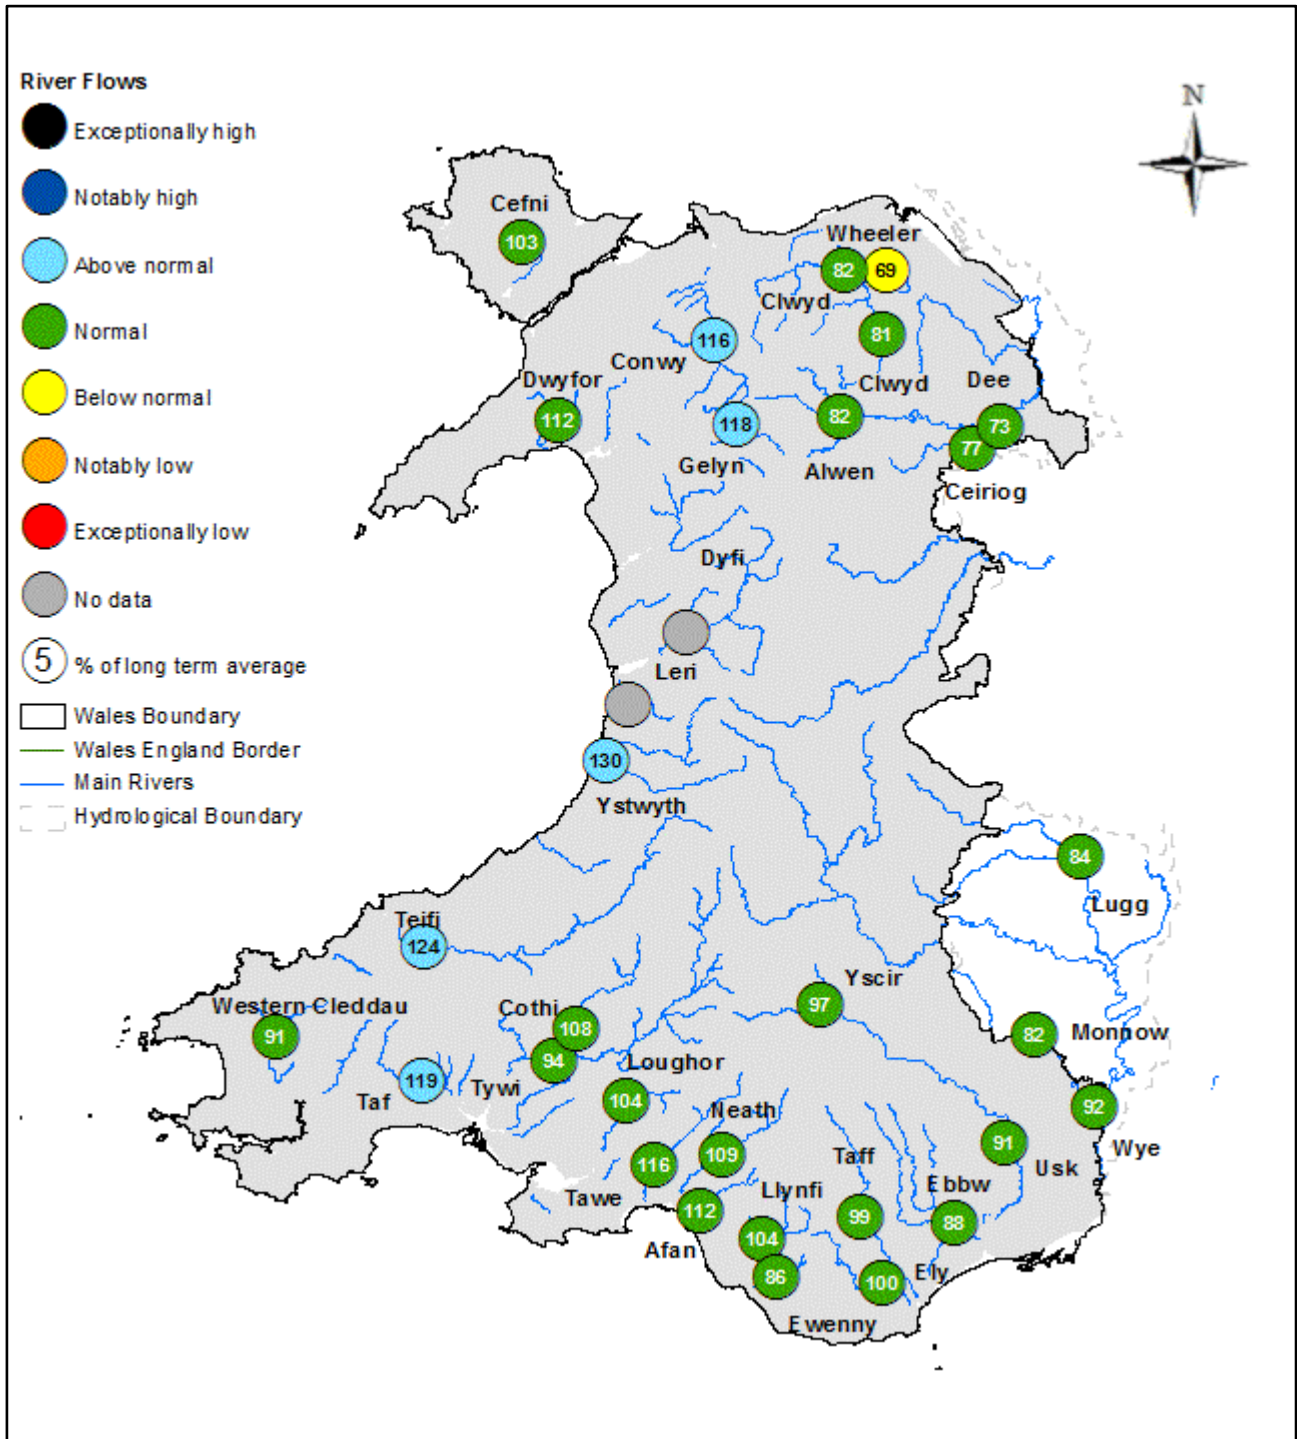 River Flows
Exceptionally high
Notably high
Above normal
Normal
Below normal
Notably low
Exceptionally low
No data
5 % of long term average
Wales Boundary
Wales England Border
Main Rivers
Hydrological Boundary
N
Cefni
103
Wheeler
82 69
Clwyd
81
116
Conwy
Clwyd
Dee
Dwyfor
112
118
82
73
77
Gelyn
Alwen
Ceiriog
Dyfi
Leri
130
Ystwyth
84
Lugg
Teifi
124
Western Cleddau
91
Cothi
108
94
Yscir
97
82
Monnow
119
Taf
Tywi
Loughor
104
Neath
92
Wye
91
Usk
116
109
Taff
Ebbw
Tawe
Llynfi
112
99
88
Afan
104
86
100
Ely
Ewenny